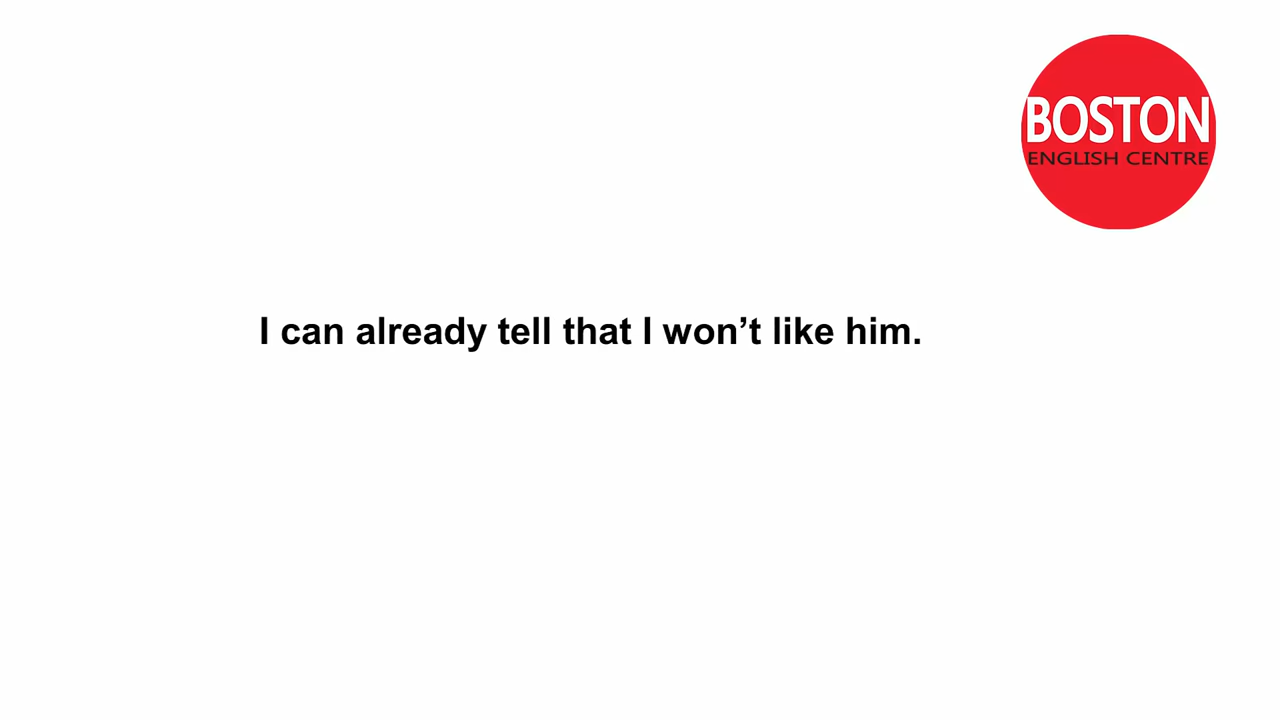 BOSTON
ENGLISH CENTRE
I can already tell that I won’t like him.